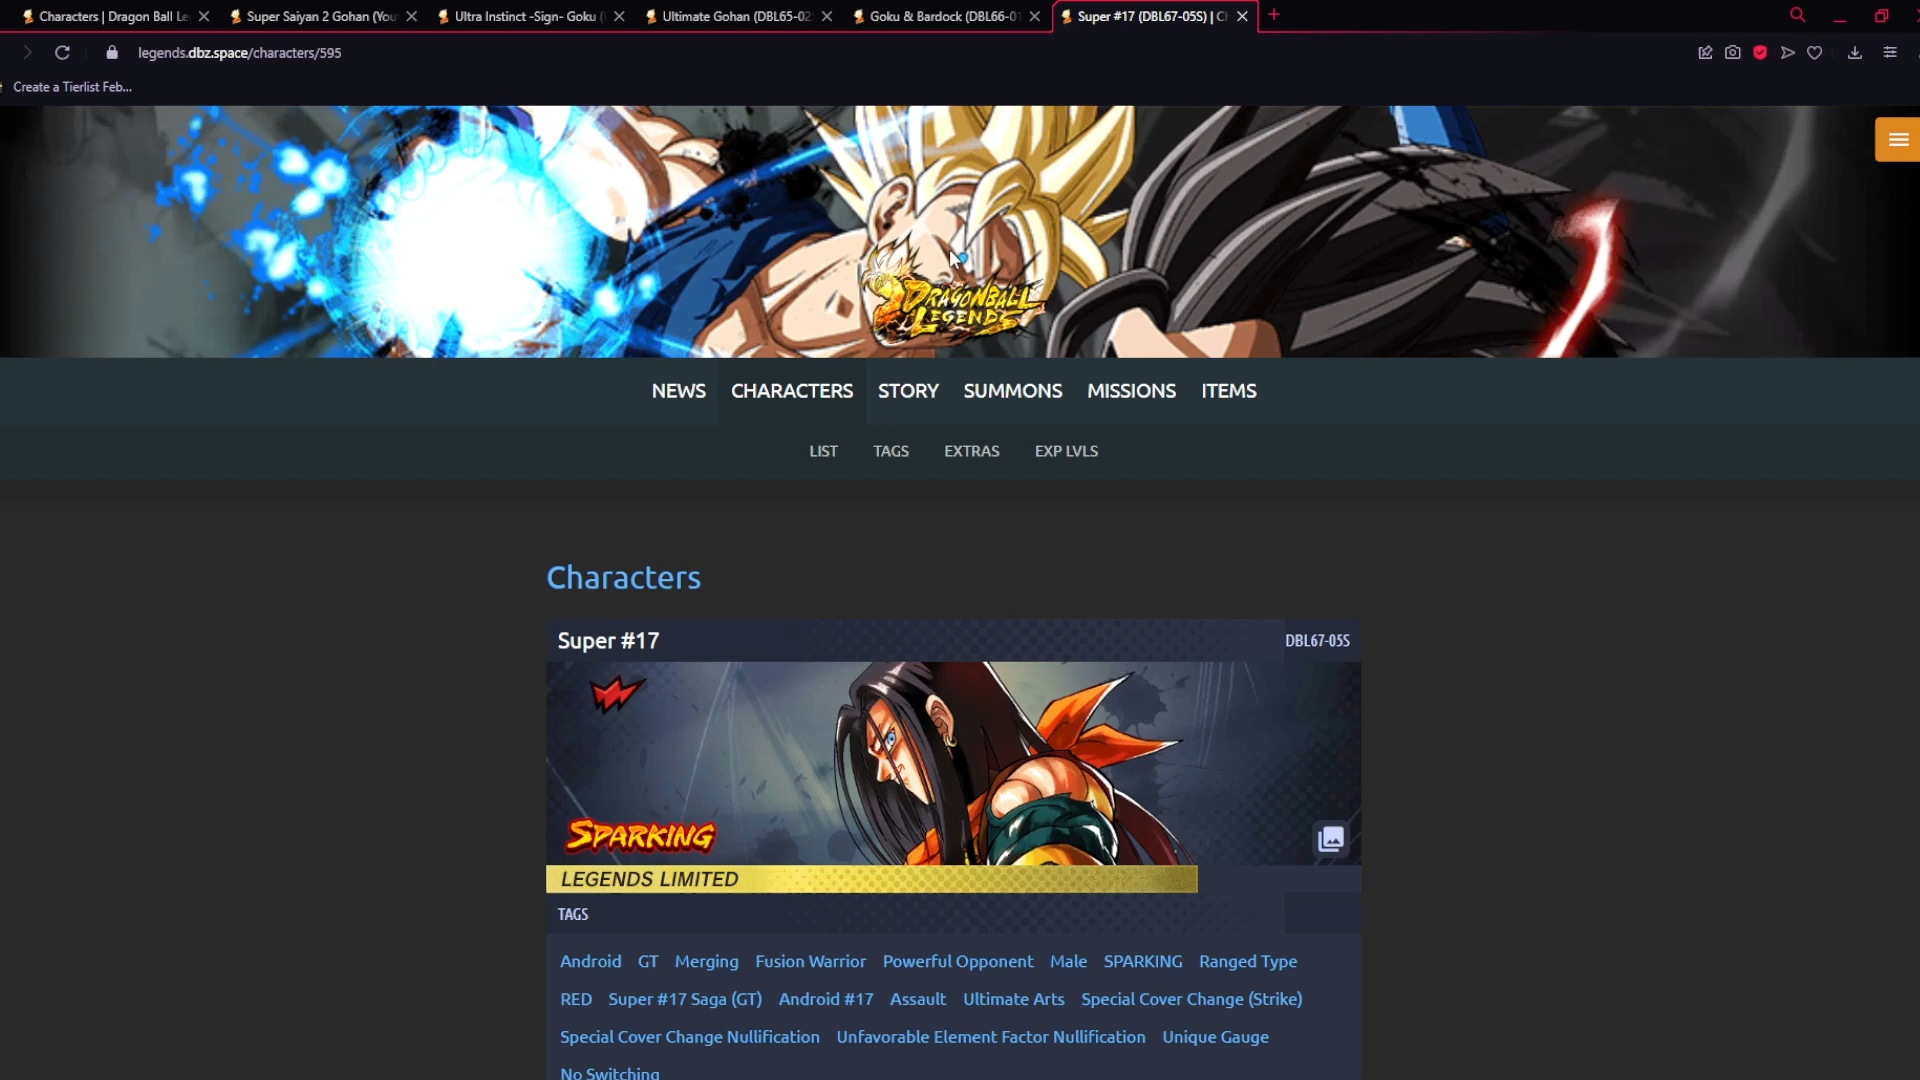 Characters | Dragon Ball Le
Super Saiyan 2 Gohan (You
Ultra Instinct -Sign- Goku (
Ultimate Gohan (DBL65-02
Goku & Bardock (DBL66-01
Super #17 (DBL67-05S) | C
legends.dbz.space/characters/595
Create a Tierlist Feb...
DRAGONBALL
LEGENDS
NEWS CHARACTERS STORY SUMMONS MISSIONS ITEMS
LIST TAGS EXTRAS EXP LVLS
Characters
Super #17 DBL67-05S
SPARKING
LEGENDS LIMITED
TAGS
Android GT Merging Fusion Warrior Powerful Opponent Male SPARKING Ranged Type
RED Super #17 Saga (GT) Android #17 Assault Ultimate Arts Special Cover Change (Strike)
Special Cover Change Nullification Unfavorable Element Factor Nullification Unique Gauge
No Switching